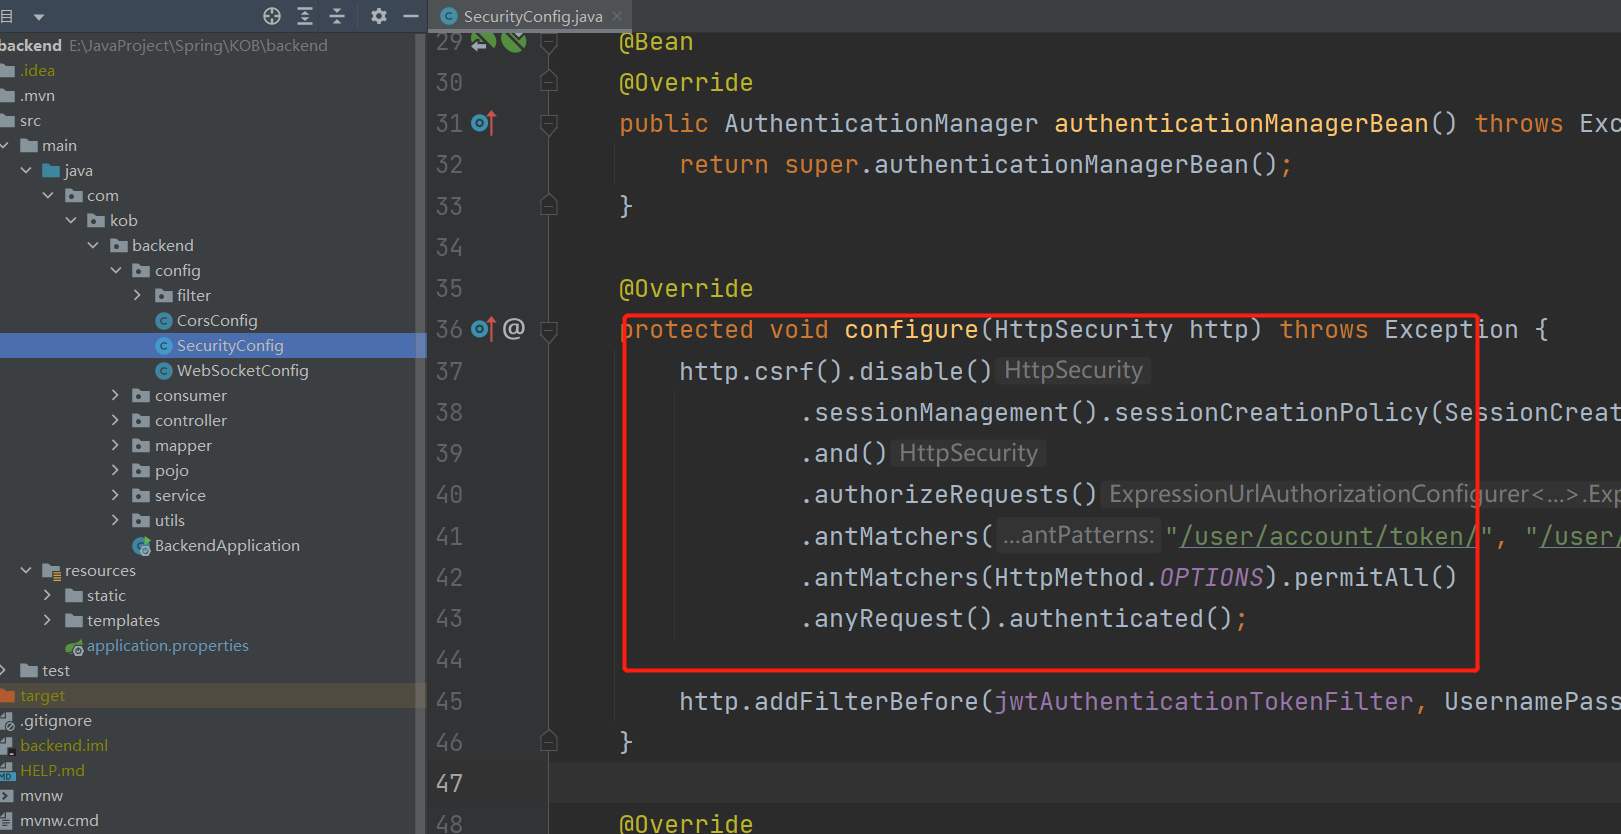 目
backend E:\JavaProject\Spring\KOB\backend
.idea
.mvn
src
main
java
com
kob
backend
config
filter
CorsConfig
SecurityConfig
WebSocketConfig
consumer
controller
mapper
pojo
service
utils
BackendApplication
resources
static
templates
application.properties
test
target
.gitignore
backend.iml
HELP.md
mvnw
mvnw.cmd
SecurityConfig.java
29 @Bean
30 @Override
31 public AuthenticationManager authenticationManagerBean() throws Exc
32 return super.authenticationManagerBean();
33 }
34
35 @Override
36 @ protected void configure(HttpSecurity http) throws Exception {
37 http.csrf().disable() HttpSecurity
38 .sessionManagement().sessionCreationPolicy(SessionCreat
39 .and() HttpSecurity
40 .authorizeRequests() ExpressionUrlAuthorizationConfigurer<...>.Exp
41 .antMatchers( ...antPatterns: "/user/account/token/", "/user/
42 .antMatchers(HttpMethod.OPTIONS).permitAll()
43 .anyRequest().authenticated();
44
45 http.addFilterBefore(jwtAuthenticationTokenFilter, UsernamePass
46 }
47
48 @Override